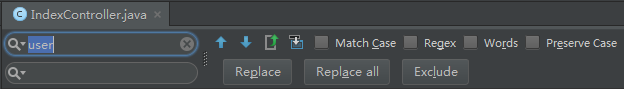 IndexController.java
user
Match Case
Regex
Words
Preserve Case
Replace
Replace all
Exclude